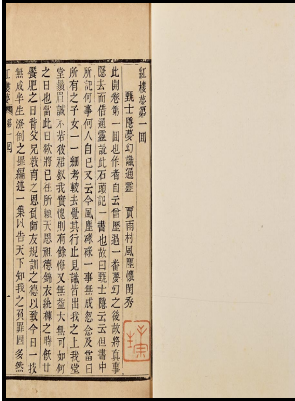 紅樓夢第一回
甄士隱夢幻識通靈　賈雨村風塵懷閨秀
此開卷第一回也作者自云曾歷過一番夢幻之後故將真事
隱去而借通靈說此石頭記一書也故曰甄士隱云云但書中
所記何事何人自己又云今風塵碌碌一事無成忽念及當日
所有之女子一一細考較去覺其行止見識皆出我之上我堂
堂鬚眉誠不若彼裙釵我實愧則有餘悔又無益大無可如何
之日也當此日欲將已往所賴天恩祖德錦衣紈袴之時飫甘
饜肥之日背父兄教育之恩負師友規訓之德以致今日一技
無成半生潦倒之罪編述一集以告天下知我之負罪固多然
紅樓夢　第一回　一